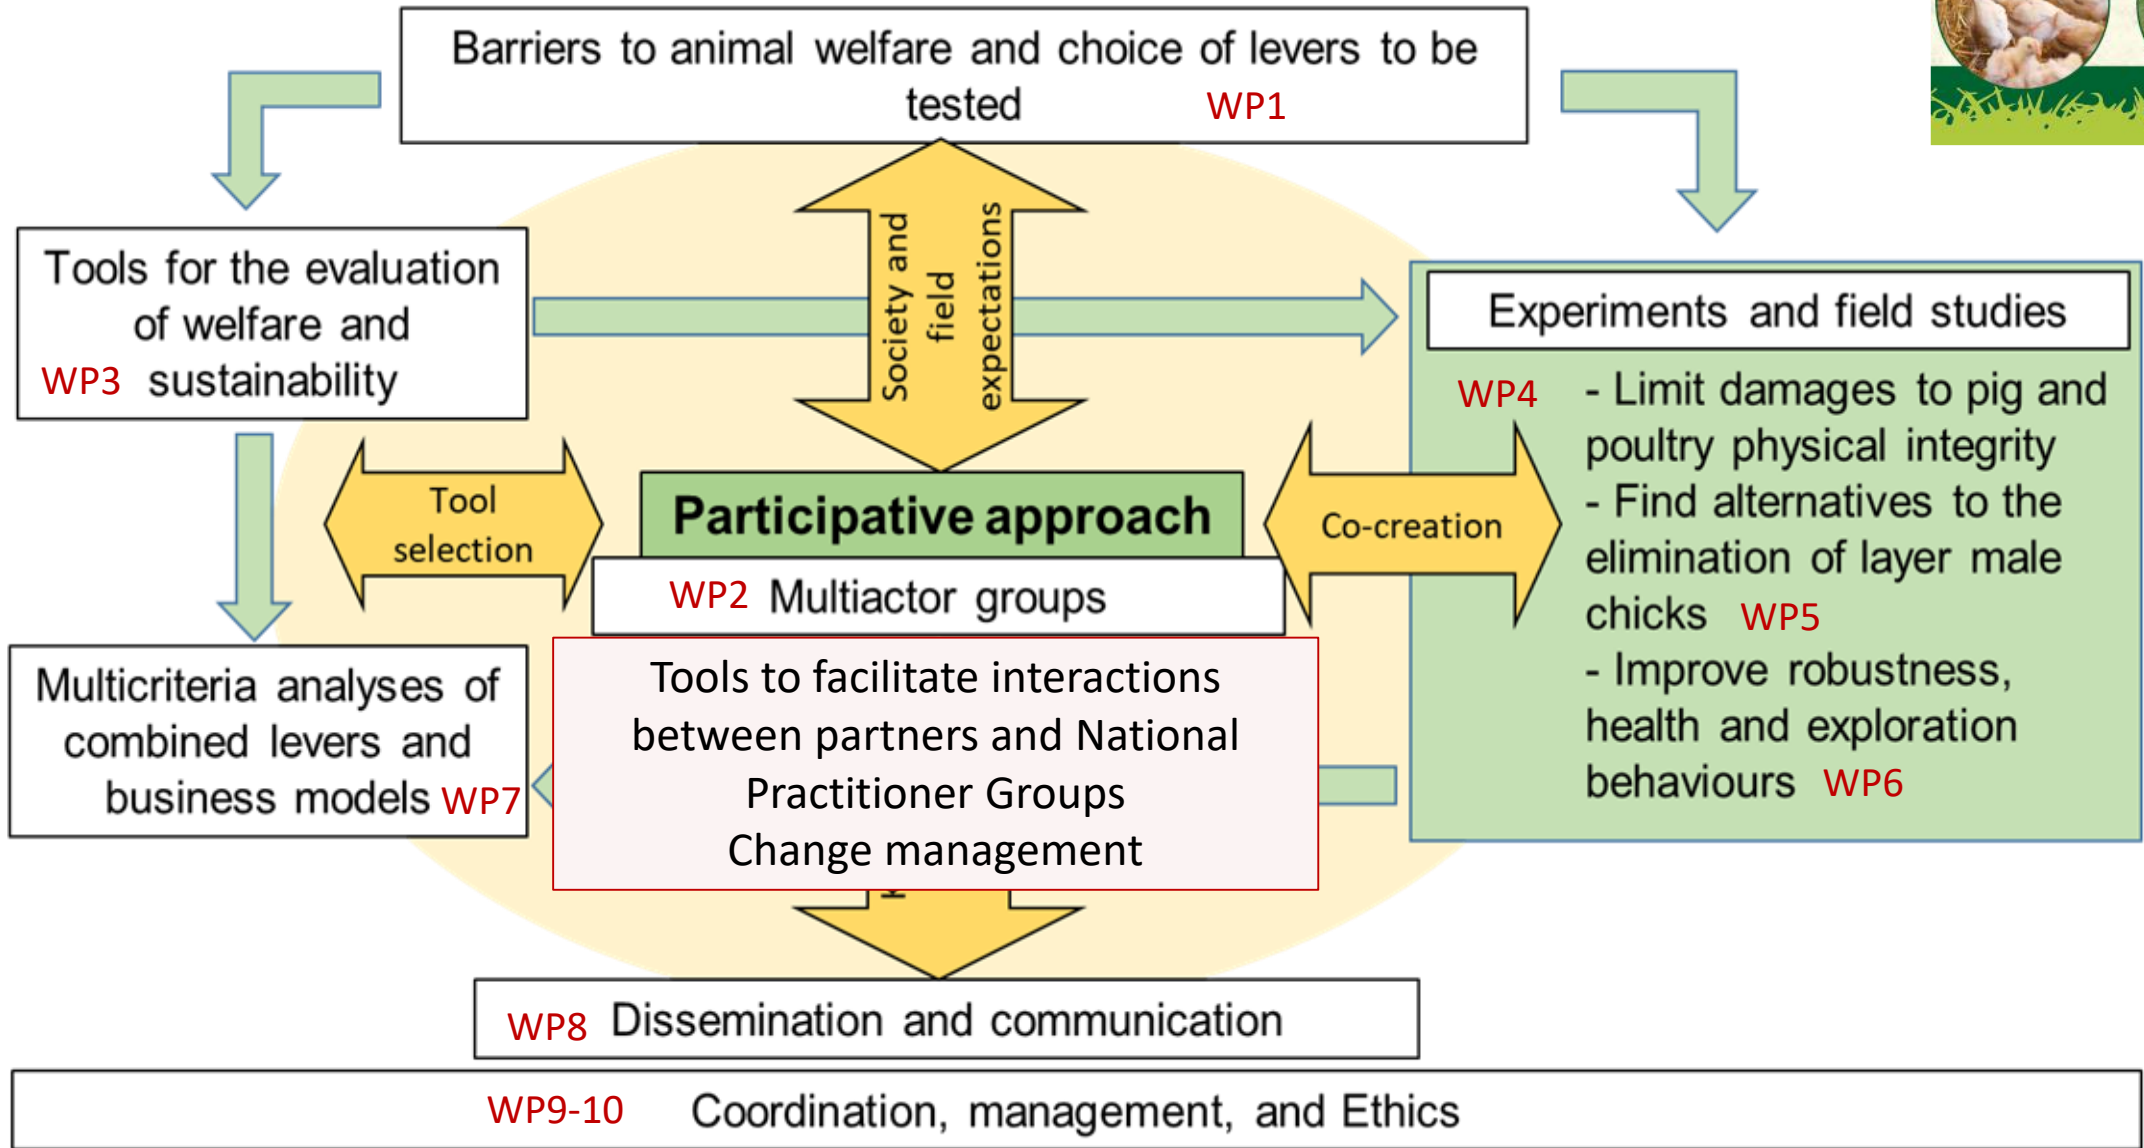 Barriers to animal welfare and choice of levers to be
tested WP1
Society and
field
expectations
Tools for the evaluation
of welfare and
WP3 sustainability
Experiments and field studies
WP4 - Limit damages to pig and
poultry physical integrity
- Find alternatives to the
elimination of layer male
chicks WP5
- Improve robustness,
health and exploration
behaviours WP6
Tool
selection
Participative approach
Co-creation
WP2 Multiactor groups
Tools to facilitate interactions
between partners and National
Practitioner Groups
Change management
Multicriteria analyses of
combined levers and
business models WP7
WP8 Dissemination and communication
WP9-10 Coordination, management, and Ethics